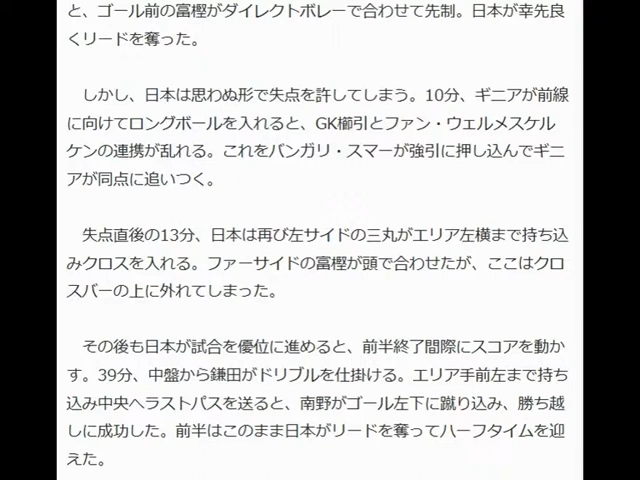 と、ゴール前の富樫がダイレクトボレーで合わせて先制。日本が幸先良
くリードを奪った。
しかし、日本は思わぬ形で失点を許してしまう。10分、ギニアが前線
に向けてロングボールを入れると、GK櫛引とファン・ウェルメスケル
ケンの連携が乱れる。これをバンガリ・スマーが強引に押し込んでギニ
アが同点に追いつく。
失点直後の13分、日本は再び左サイドの三丸がエリア左横まで持ち込
みクロスを入れる。ファーサイドの富樫が頭で合わせたが、ここはクロ
スバーの上に外れてしまった。
その後も日本が試合を優位に進めると、前半終了間際にスコアを動か
す。39分、中盤から鎌田がドリブルを仕掛ける。エリア手前左まで持ち
込み中央へラストパスを送ると、南野がゴール左下に蹴り込み、勝ち越
しに成功した。前半はこのまま日本がリードを奪ってハーフタイムを迎
えた。